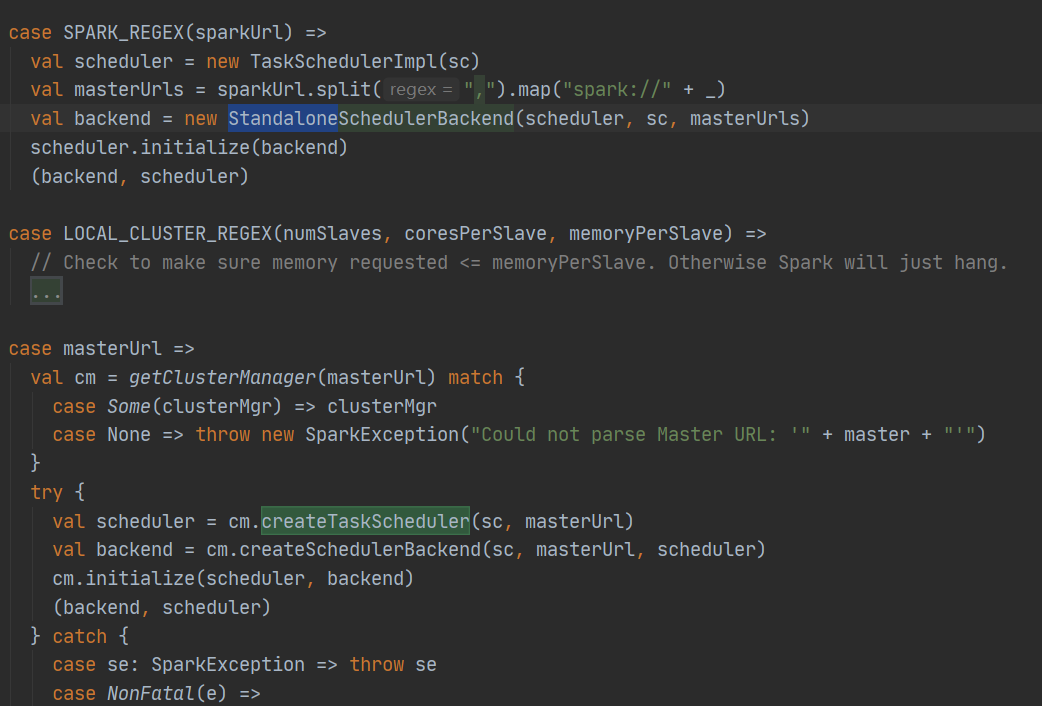 case SPARK_REGEX(sparkUrl) =>
val scheduler = new TaskSchedulerImpl(sc)
val masterUrls = sparkUrl.split( regex = ",").map("spark://" + _)
val backend = new StandaloneSchedulerBackend(scheduler, sc, masterUrls)
scheduler.initialize(backend)
(backend, scheduler)
case LOCAL_CLUSTER_REGEX(numSlaves, coresPerSlave, memoryPerSlave) =>
// Check to make sure memory requested <= memoryPerSlave. Otherwise Spark will just hang.
...
case masterUrl =>
val cm = getClusterManager(masterUrl) match {
case Some(clusterMgr) => clusterMgr
case None => throw new SparkException("Could not parse Master URL: '" + master + "'")
}
try {
val scheduler = cm.createTaskScheduler(sc, masterUrl)
val backend = cm.createSchedulerBackend(sc, masterUrl, scheduler)
cm.initialize(scheduler, backend)
(backend, scheduler)
} catch {
case se: SparkException => throw se
case NonFatal(e) =>